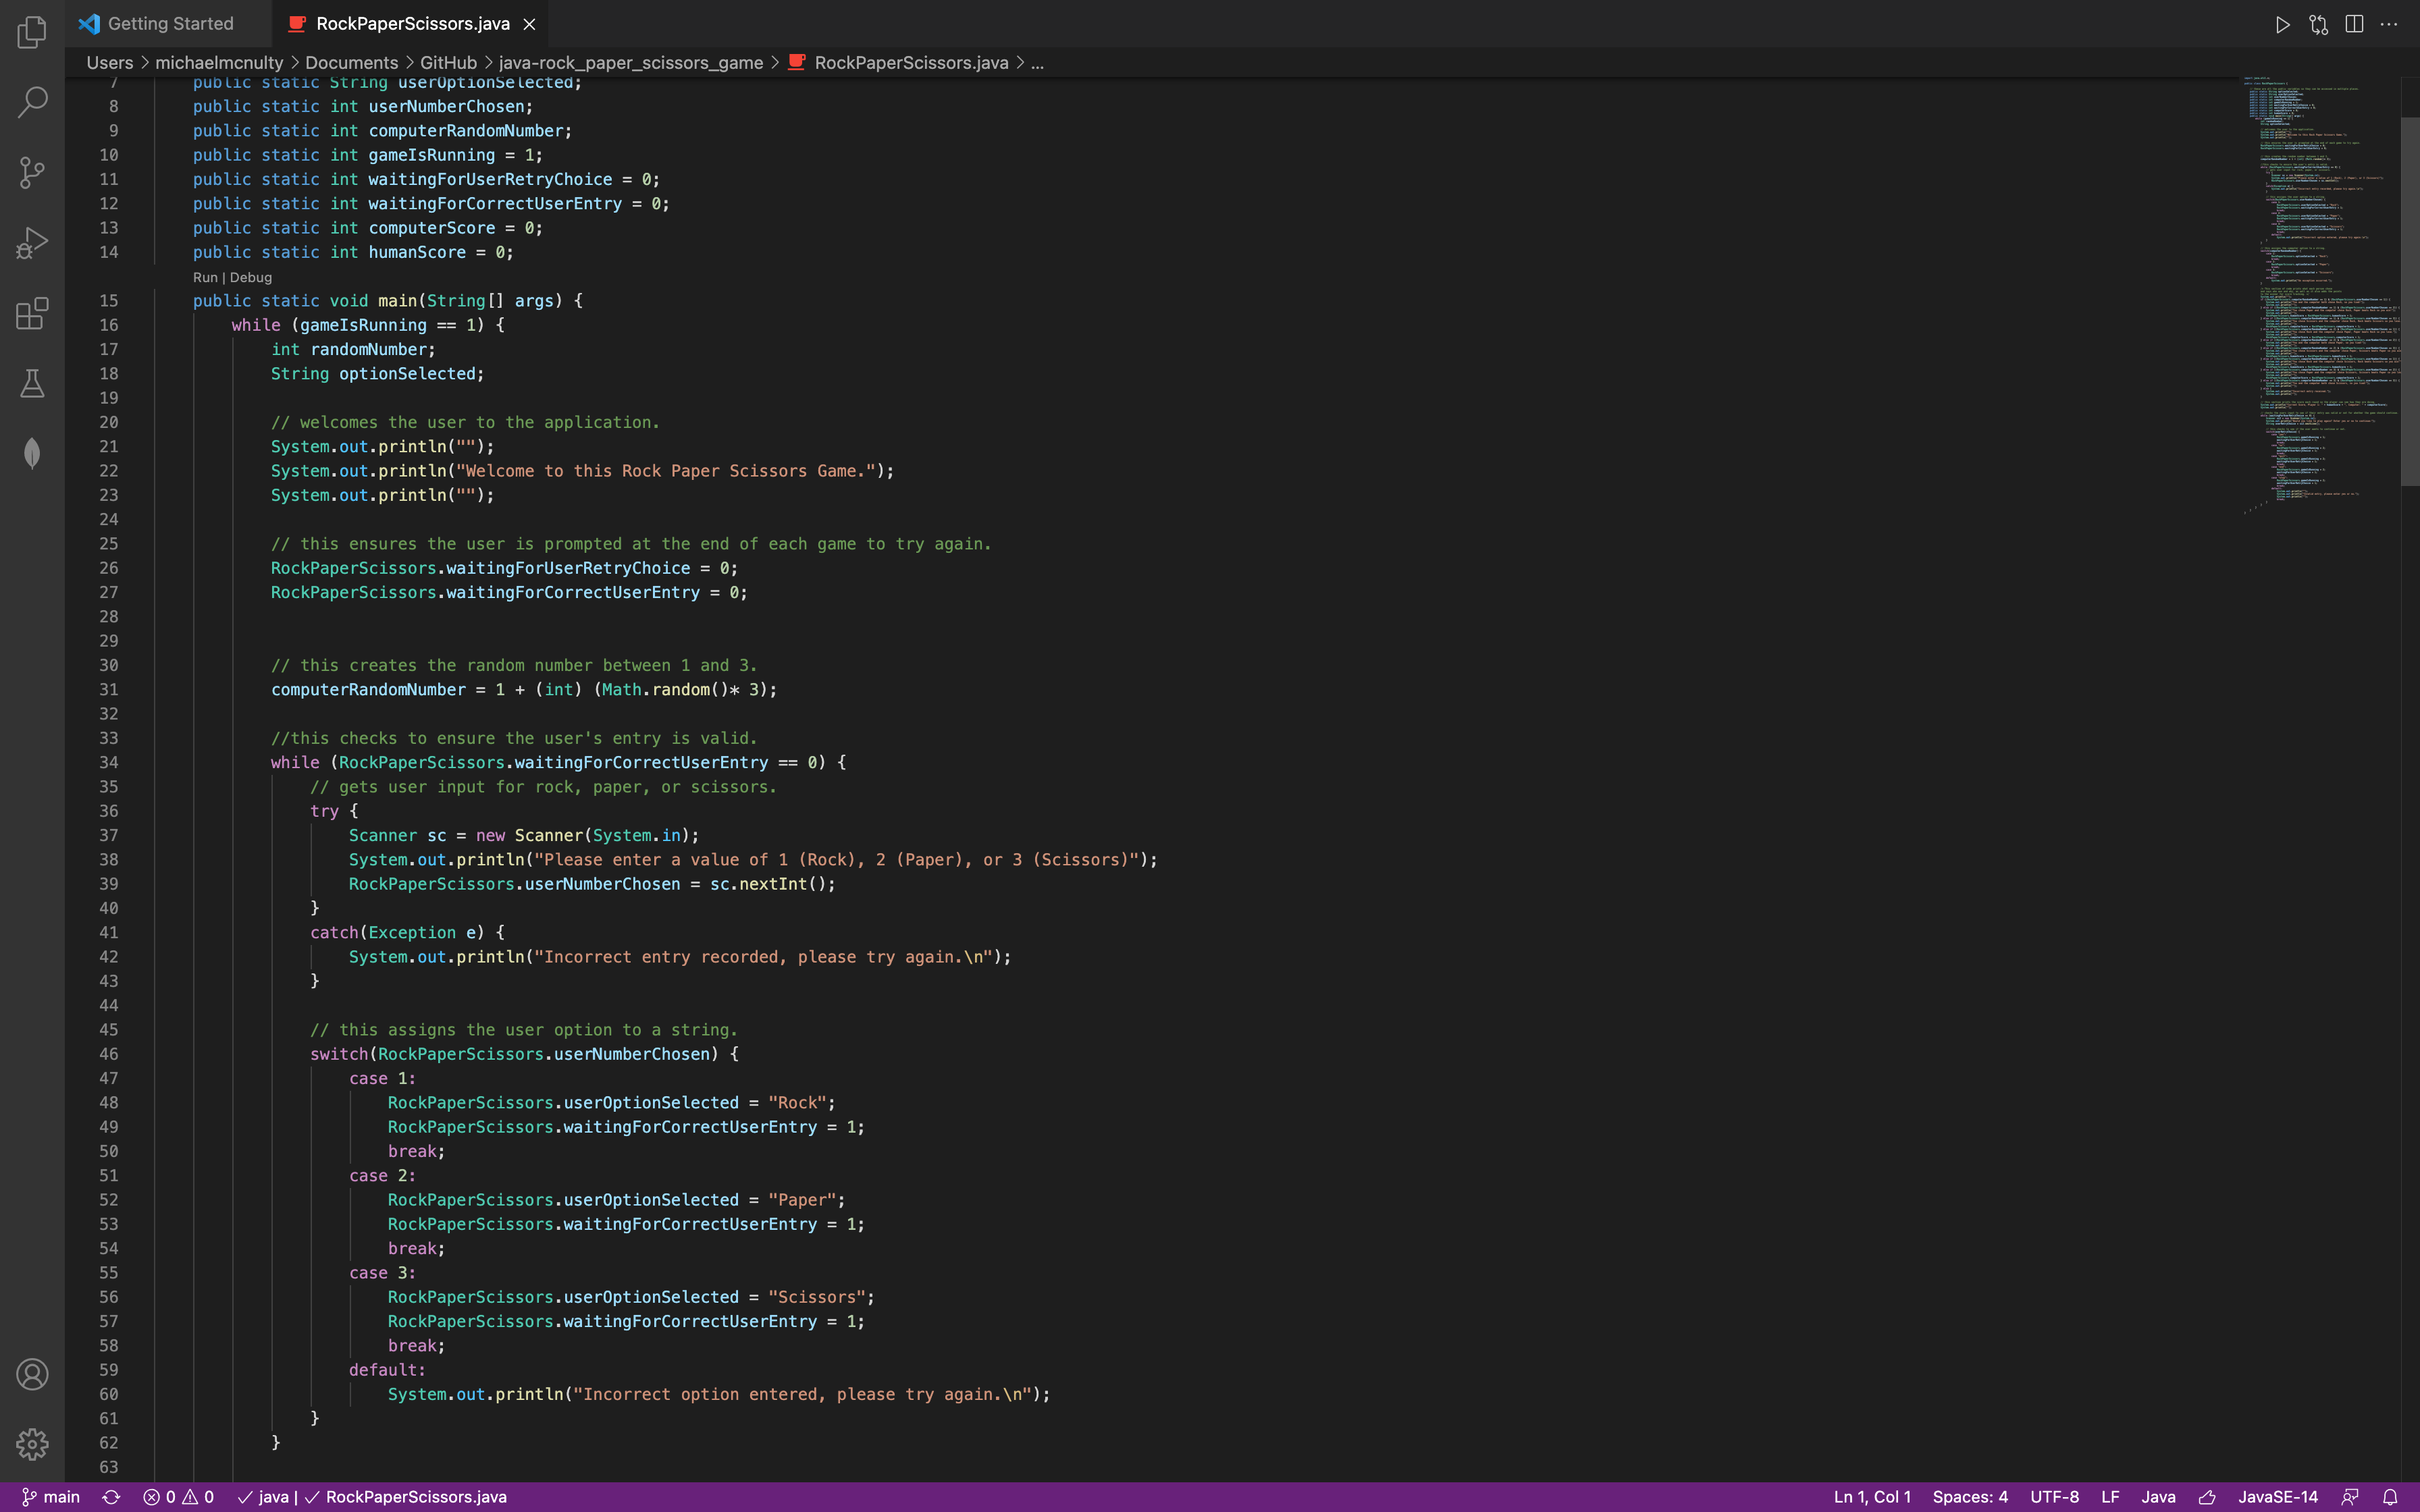 Getting Started
RockPaperScissors.java
Users > michaelmcnulty > Documents > GitHub > java-rock_paper_scissors_game > RockPaperScissors.java > ...
7 public static String userOptionSelected;
8 public static int userNumberChosen;
9 public static int computerRandomNumber;
10 public static int gameIsRunning = 1;
11 public static int waitingForUserRetryChoice = 0;
12 public static int waitingForCorrectUserEntry = 0;
13 public static int computerScore = 0;
14 public static int humanScore = 0;
Run | Debug
15 public static void main(String[] args) {
16 while (gameIsRunning == 1) {
17 int randomNumber;
18 String optionSelected;
19
20 // welcomes the user to the application.
21 System.out.println("");
22 System.out.println("Welcome to this Rock Paper Scissors Game.");
23 System.out.println("");
24
25 // this ensures the user is prompted at the end of each game to try again.
26 RockPaperScissors.waitingForUserRetryChoice = 0;
27 RockPaperScissors.waitingForCorrectUserEntry = 0;
28
29
30 // this creates the random number between 1 and 3.
31 computerRandomNumber = 1 + (int) (Math.random()* 3);
32
33 //this checks to ensure the user's entry is valid.
34 while (RockPaperScissors.waitingForCorrectUserEntry == 0) {
35 // gets user input for rock, paper, or scissors.
36 try {
37 Scanner sc = new Scanner(System.in);
38 System.out.println("Please enter a value of 1 (Rock), 2 (Paper), or 3 (Scissors)");
39 RockPaperScissors.userNumberChosen = sc.nextInt();
40 }
41 catch(Exception e) {
42 System.out.println("Incorrect entry recorded, please try again.\n");
43 }
44
45 // this assigns the user option to a string.
46 switch(RockPaperScissors.userNumberChosen) {
47 case 1:
48 RockPaperScissors.userOptionSelected = "Rock";
49 RockPaperScissors.waitingForCorrectUserEntry = 1;
50 break;
51 case 2:
52 RockPaperScissors.userOptionSelected = "Paper";
53 RockPaperScissors.waitingForCorrectUserEntry = 1;
54 break;
55 case 3:
56 RockPaperScissors.userOptionSelected = "Scissors";
57 RockPaperScissors.waitingForCorrectUserEntry = 1;
58 break;
59 default:
60 System.out.println("Incorrect option entered, please try again.\n");
61 }
62 }
63
main 0 0 java | RockPaperScissors.java Ln 1, Col 1 Spaces: 4 UTF-8 LF Java JavaSE-14